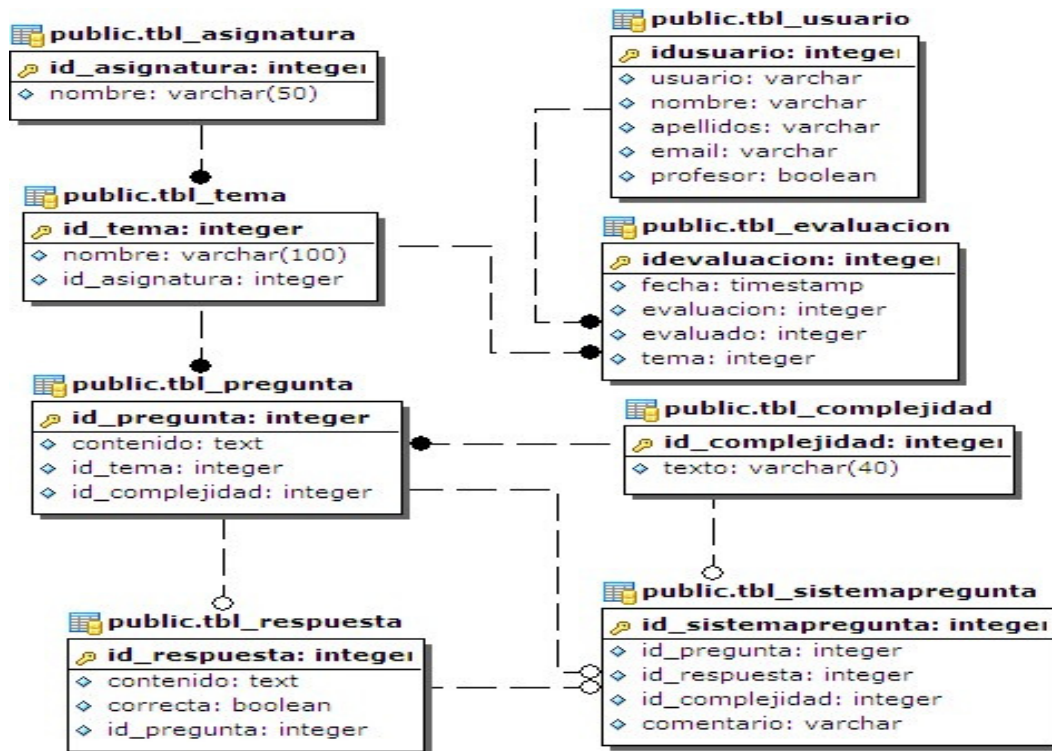 public.tbl_asignatura
id_asignatura: integer
nombre: varchar(50)
public.tbl_usuario
idusuario: integer
usuario: varchar
nombre: varchar
apellidos: varchar
email: varchar
profesor: boolean
public.tbl_tema
id_tema: integer
nombre: varchar(100)
id_asignatura: integer
public.tbl_evaluacion
idevaluacion: integer
fecha: timestamp
evaluacion: integer
evaluado: integer
tema: integer
public.tbl_pregunta
id_pregunta: integer
contenido: text
id_tema: integer
id_complejidad: integer
public.tbl_complejidad
id_complejidad: integer
texto: varchar(40)
public.tbl_respuesta
id_respuesta: integer
contenido: text
correcta: boolean
id_pregunta: integer
public.tbl_sistemapregunta
id_sistemapregunta: integer
id_pregunta: integer
id_respuesta: integer
id_complejidad: integer
comentario: varchar